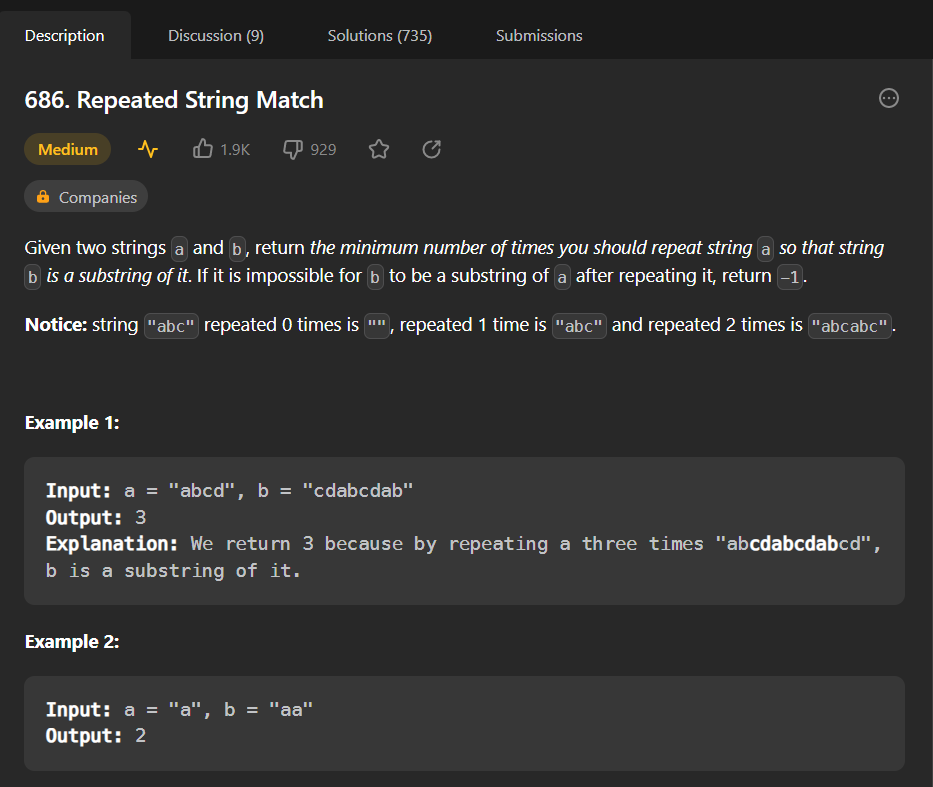 Description Discussion (9) Solutions (735) Submissions
686. Repeated String Match
Medium 1.9K 929
Companies
Given two strings a and b, return the minimum number of times you should repeat string a so that string
b is a substring of it. If it is impossible for b to be a substring of a after repeating it, return -1.
Notice: string "abc" repeated 0 times is "", repeated 1 time is "abc" and repeated 2 times is "abcabc".
Example 1:
Input: a = "abcd", b = "cdabcdab"
Output: 3
Explanation: We return 3 because by repeating a three times "abcdabcdabcd",
b is a substring of it.
Example 2:
Input: a = "a", b = "aa"
Output: 2